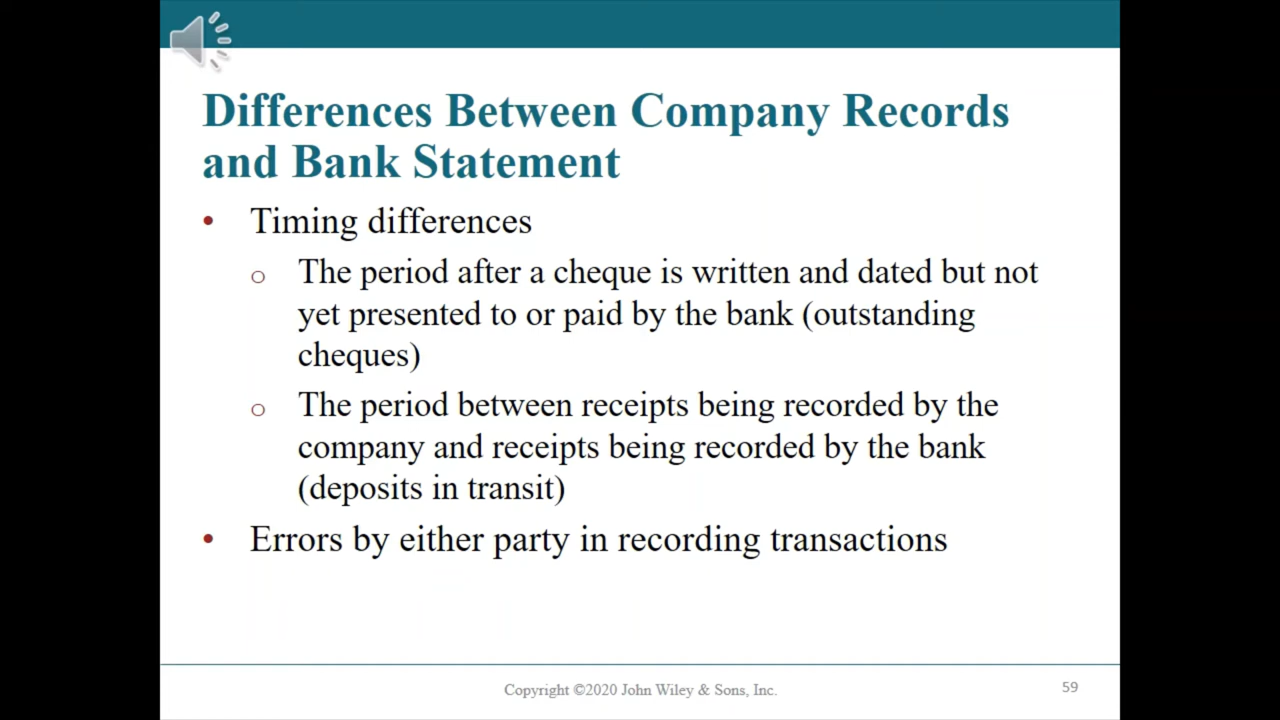 Differences Between Company Records
and Bank Statement
• Timing differences
o The period after a cheque is written and dated but not
yet presented to or paid by the bank (outstanding
cheques)
o The period between receipts being recorded by the
company and receipts being recorded by the bank
(deposits in transit)
• Errors by either party in recording transactions
Copyright ©2020 John Wiley & Sons, Inc.
59